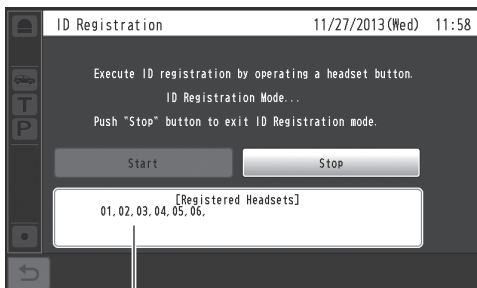 ID Registration 11/27/2013(Wed) 11:58
Execute ID registration by operating a headset button.
ID Registration Mode...
Push "Stop" button to exit ID Registration mode.
T
P
Start Stop
[Registered Headsets]
01,02,03,04,05,06,